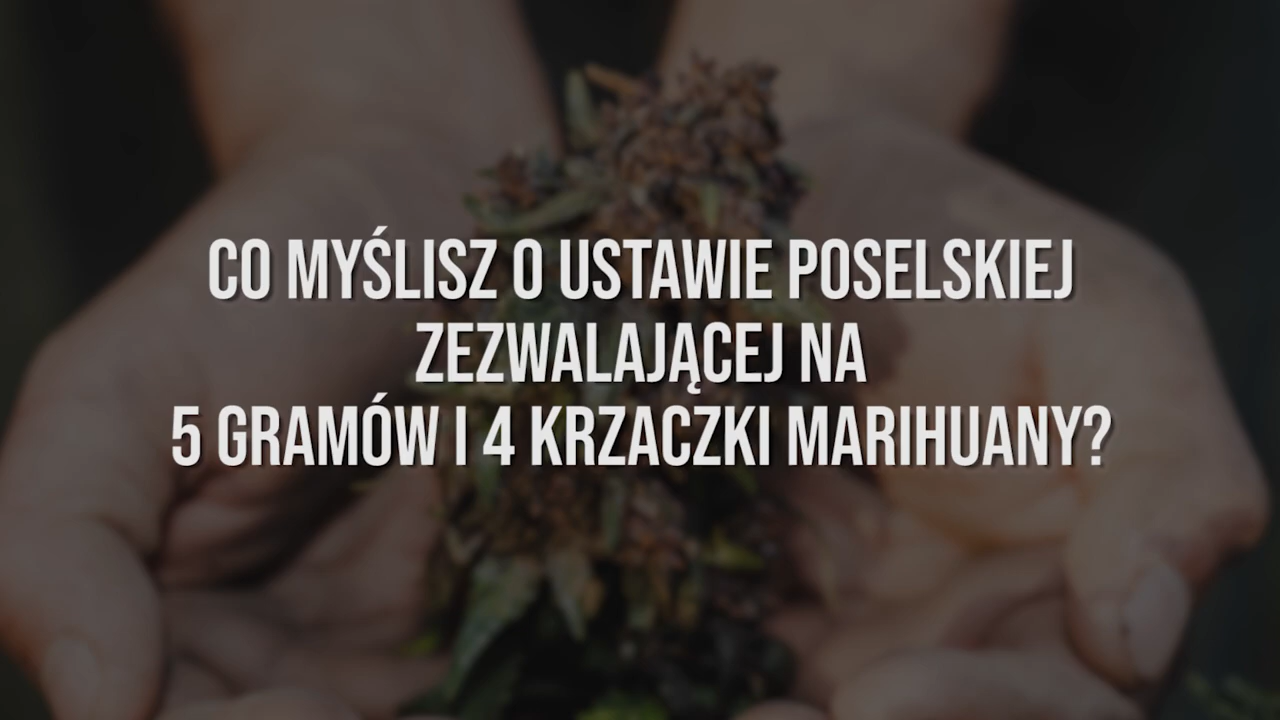 CO MYŚLISZ O USTAWIE POSELSKIEJ
ZEZWALAJĄCEJ NA
5 GRAMÓW I 4 KRZACZKI MARIHUANY?